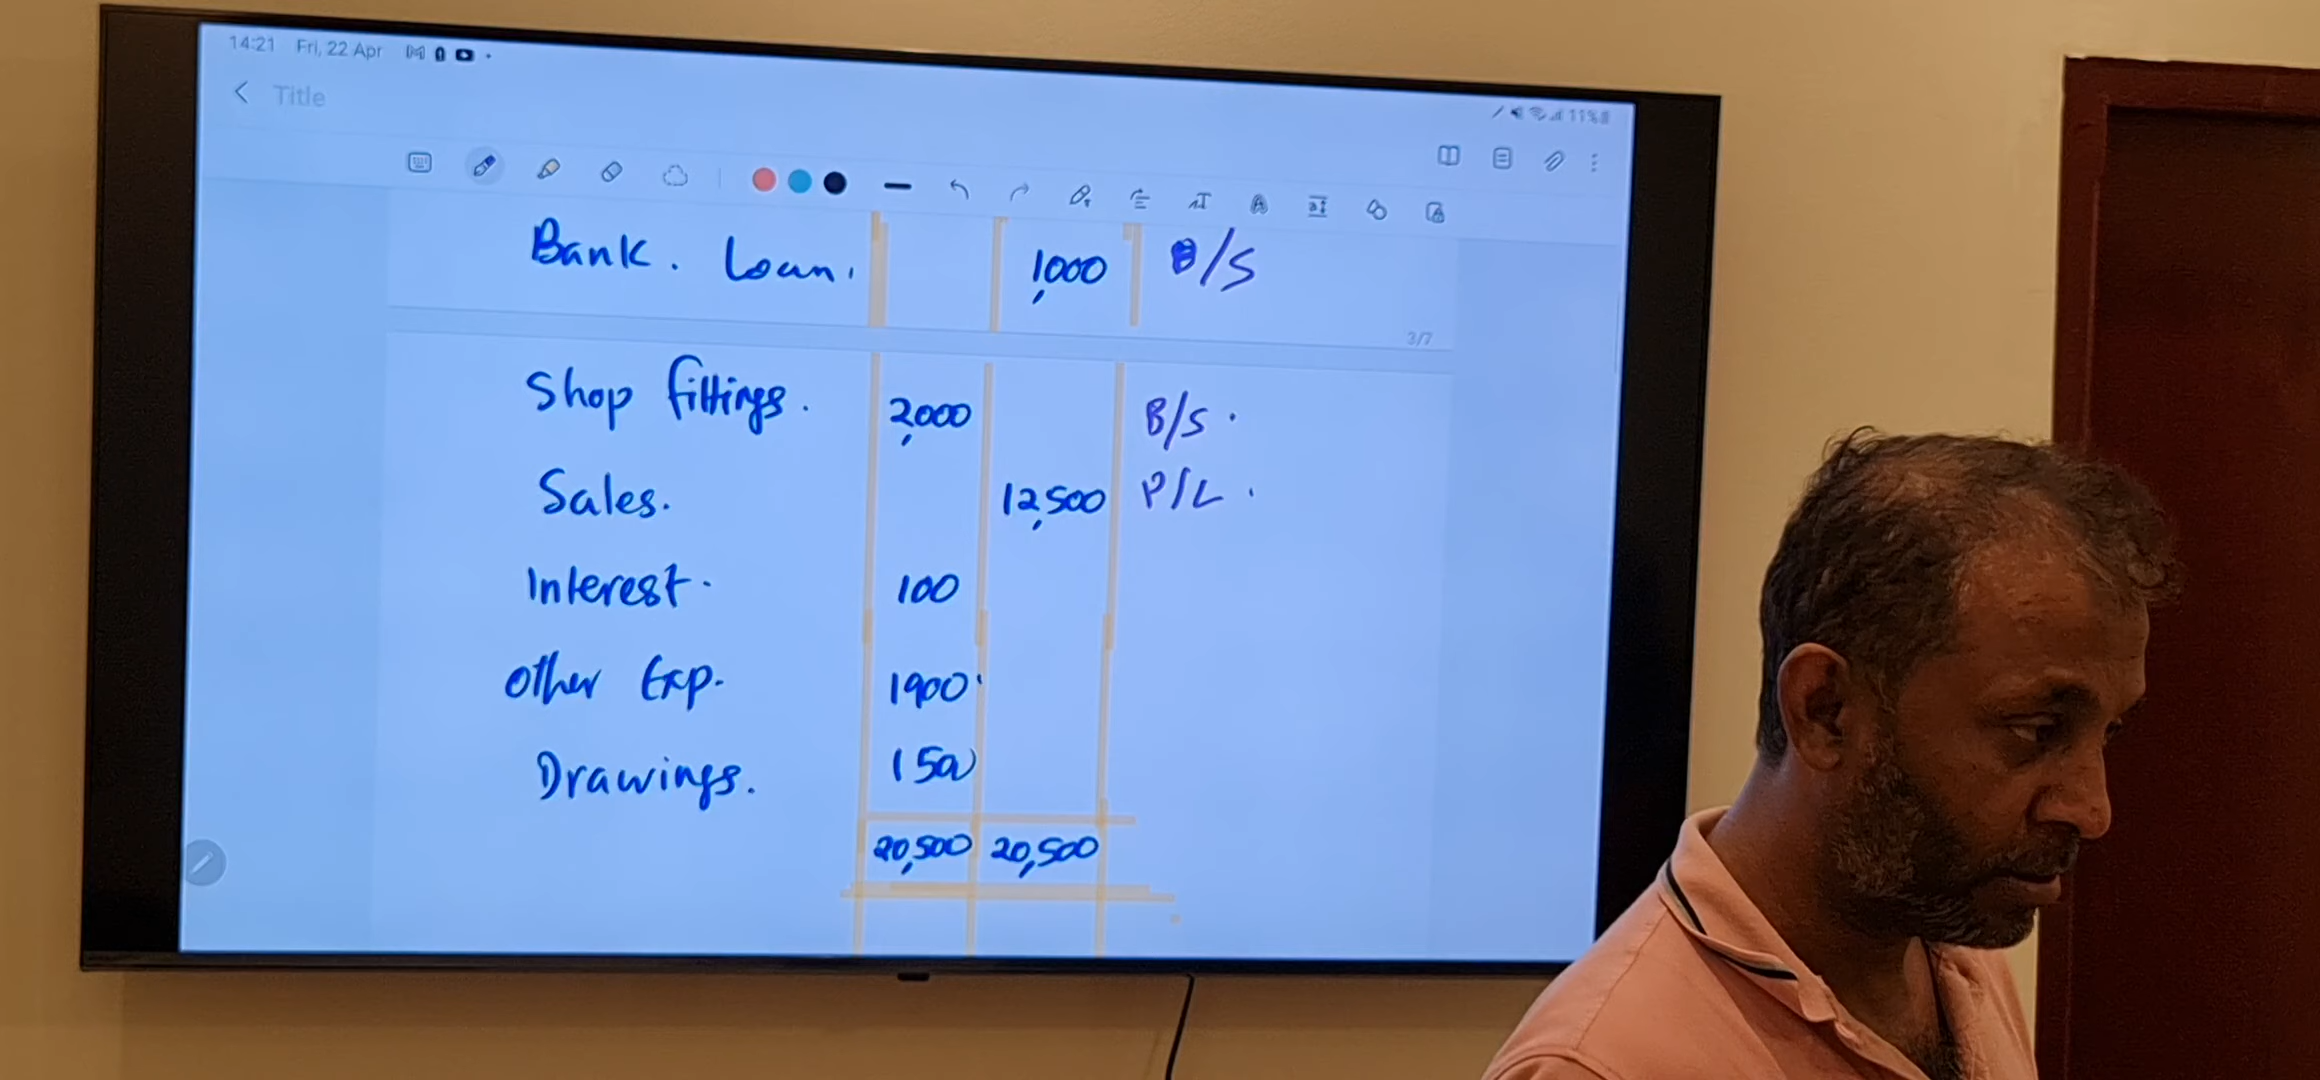 14:21 Fri, 22 Apr
11%
Title
Bank. Loan. 1,000 B/S
3/7
Shop fittings. 2,000 B/S.
Sales. 12,500 P/L.
Interest. 100
Other Exp. 1900
Drawings. 1500
20,500 20,500